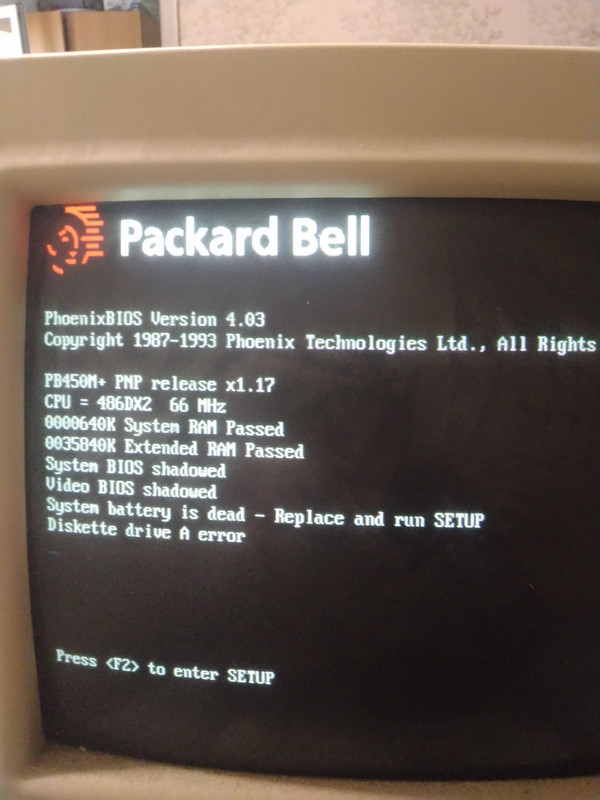 Packard Bell
PhoenixBIOS Version 4.03
Copyright 1987-1993 Phoenix Technologies Ltd., All Rights
PB450M+ PNP release x1.17
CPU = 486DX2 66 MHz
0000640K System RAM Passed
0035840K Extended RAM Passed
System BIOS shadowed
Video BIOS shadowed
System battery is dead - Replace and run SETUP
Diskette drive A error
Press <F2> to enter SETUP